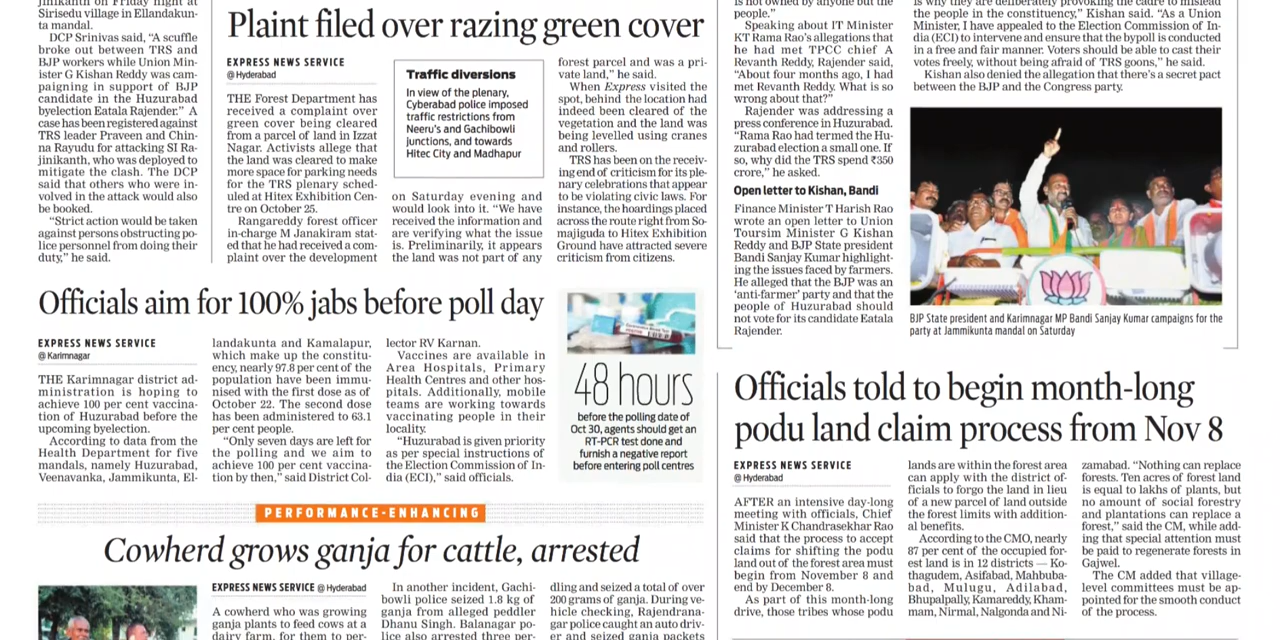 jinikanth on Friday night at
Sirisedu village in Ellandakun-
ta mandal.
DCP Srinivas said, “A scuffle
broke out between TRS and
BJP workers while Union Min-
ister G Kishan Reddy was cam-
paigning in support of BJP
candidate in the Huzurabad
byelection Eatala Rajender.” A
case has been registered against
TRS leader Praveen and Chin-
na Rayudu for attacking SI Ra-
jinikanth, who was deployed to
mitigate the clash. The DCP
said that others who were in-
volved in the attack would also
be booked.
“Strict action would be taken
against persons obstructing po-
lice personnel from doing their
duty,” he said.
Plaint filed over razing green cover
EXPRESS NEWS SERVICE
@ Hyderabad
THE Forest Department has
received a complaint over
green cover being cleared
from a parcel of land in Izzat
Nagar. Activists allege that
the land was cleared to make
more space for parking needs
for the TRS plenary sched-
uled at Hitex Exhibition Cen-
tre on October 25.
Rangareddy forest officer
in-charge M Janakiram stat-
ed that he had received a com-
plaint over the development
Traffic diversions
In view of the plenary,
Cyberabad police imposed
traffic restrictions from
Neeru's and Gachibowli
Junctions, and towards
Hitec City and Madhapur
on Saturday evening and
would look into it. “We have
received the information and
are verifying what the issue
is. Preliminarily, it appears
the land was not part of any
forest parcel and was a pri-
vate land,” he said.
When Express visited the
spot, behind the location had
indeed been cleared of the
vegetation and the land was
being levelled using cranes
and rollers.
TRS has been on the receiv-
ing end of criticism for its ple-
nary celebrations that appear
to be violating civic laws. For
instance, the hoardings placed
across the route right from So-
majiguda to Hitex Exhibition
Ground have attracted severe
criticism from citizens.
is not owned by anyone but the
people.”
Speaking about IT Minister
KT Rama Rao's allegations that
he had met TPCC chief A
Revanth Reddy, Rajender said,
“About four months ago, I had
met Revanth Reddy. What is so
wrong about that?”
Rajender was addressing a
press conference in Huzurabad.
“Rama Rao had termed the Hu-
zurabad election a small one. If
so, why did the TRS spend ₹350
crore,” he asked.
Open letter to Kishan, Bandi
Finance Minister T Harish Rao
wrote an open letter to Union
Toursim Minister G Kishan
Reddy and BJP State president
Bandi Sanjay Kumar highlight-
ing the issues faced by farmers.
He alleged that the BJP was an
‘anti-farmer’ party and that the
people of Huzurabad should
not vote for its candidate Eatala
Rajender.
is why they are deliberately provoking the cadre to mislead
the people in the constituency,” Kishan said. “As a Union
Minister, I have appealed to the Election Commission of In-
dia (ECI) to intervene and ensure that the bypoll is conducted
in a free and fair manner. Voters should be able to cast their
votes freely, without being afraid of TRS goons,” he said.
Kishan also denied the allegation that there's a secret pact
between the BJP and the Congress party.
BJP State president and Karimnagar MP Bandi Sanjay Kumar campaigns for the
party at Jammikunta mandal on Saturday
Officials aim for 100% jabs before poll day
EXPRESS NEWS SERVICE
@ Karimnagar
THE Karimnagar district ad-
ministration is hoping to
achieve 100 per cent vaccina-
tion of Huzurabad before the
upcoming byelection.
According to data from the
Health Department for five
mandals, namely Huzurabad,
Veenavanka, Jammikunta, El-
landakunta and Kamalapur,
which make up the constitu-
ency, nearly 97.8 per cent of the
population have been immu-
nised with the first dose as of
October 22. The second dose
has been administered to 63.1
per cent people.
“Only seven days are left for
the polling and we aim to
achieve 100 per cent vaccina-
tion by then,” said District Col-
lector RV Karnan.
Vaccines are available in
Area Hospitals, Primary
Health Centres and other hos-
pitals. Additionally, mobile
teams are working towards
vaccinating people in their
locality.
“Huzurabad is given priority
as per special instructions of
the Election Commission of In-
dia (ECI),” said officials.
48 hours
before the polling date of
Oct 30, agents should get an
RT-PCR test done and
furnish a negative report
before entering poll centres
Officials told to begin month-long
podu land claim process from Nov 8
EXPRESS NEWS SERVICE
@ Hyderabad
AFTER an intensive day-long
meeting with officials, Chief
Minister K Chandrasekhar Rao
said that the process to accept
claims for shifting the podu
land out of the forest area must
begin from November 8 and
end by December 8.
As part of this month-long
drive, those tribes whose podu
lands are within the forest area
can apply with the district of-
ficials to forgo the land in lieu
of a new parcel of land outside
the forest limits with addition-
al benefits.
According to the CMO, nearly
87 per cent of the occupied for-
est land is in 12 districts — Ko-
thagudem, Asifabad, Mahbuba-
bad, Mulugu, Adilabad,
Bhupalpally, Kamareddy, Kham-
mam, Nirmal, Nalgonda and Ni-
zamabad. “Nothing can replace
forests. Ten acres of forest land
is equal to lakhs of plants, but
no amount of social forestry
and plantations can replace a
forest,” said the CM, while add-
ing that special attention must
be paid to regenerate forests in
Gajwel.
The CM added that village-
level committees must be ap-
pointed for the smooth conduct
of the process.
PERFORMANCE-ENHANCING
Cowherd grows ganja for cattle, arrested
EXPRESS NEWS SERVICE @ Hyderabad
A cowherd who was growing
ganja plants to feed cows at a
dairy farm, for them to per-
In another incident, Gachi-
bowli police seized 1.8 kg of
ganja from alleged peddler
Dhanu Singh. Balanagar po-
lice also arrested three per-
dling and seized a total of over
200 grams of ganja. During ve-
hicle checking, Rajendrana-
gar police caught an auto driv-
er and seized ganja packets